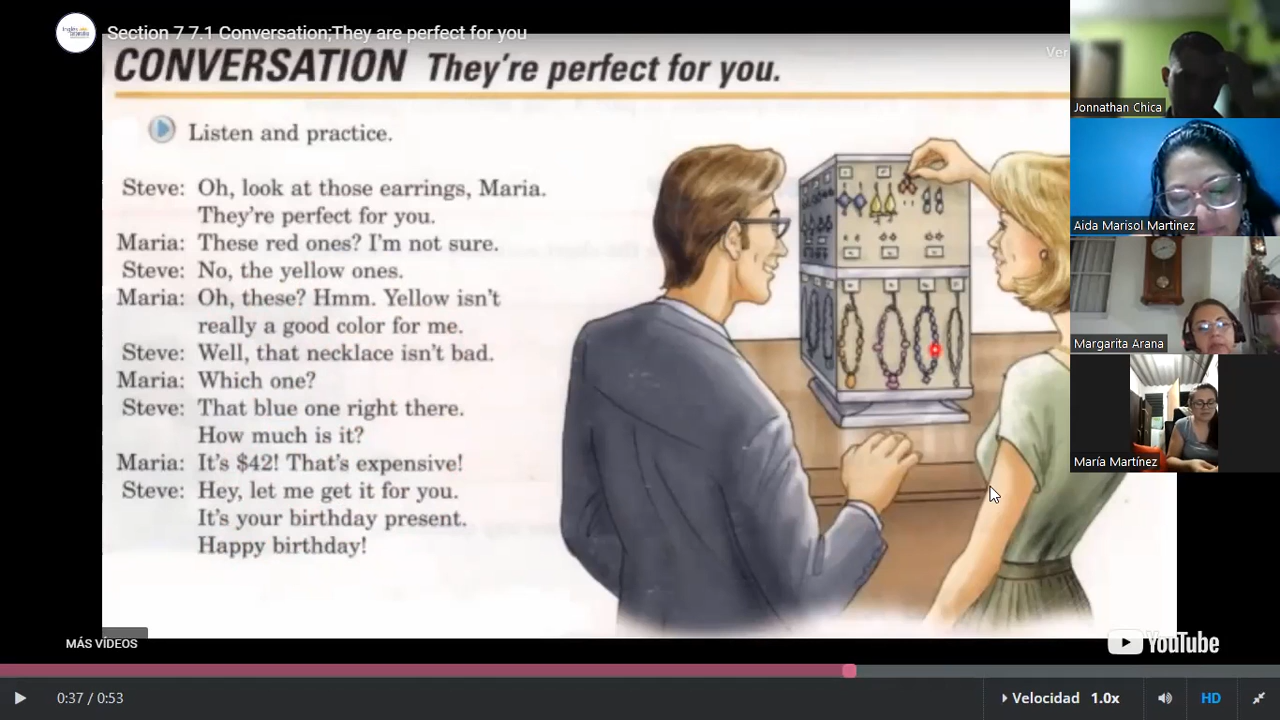 Section 7 7.1 Conversation;They are perfect for you
CONVERSATION They're perfect for you.
Ver
Listen and practice.
Steve: Oh, look at those earrings, Maria.
They're perfect for you.
Maria: These red ones? I'm not sure.
Steve: No, the yellow ones.
Maria: Oh, these? Hmm. Yellow isn't
really a good color for me.
Steve: Well, that necklace isn't bad.
Maria: Which one?
Steve: That blue one right there.
How much is it?
Maria: It's $42! That's expensive!
Steve: Hey, let me get it for you.
It's your birthday present.
Happy birthday!
Jonnathan Chica
Aida Marisol Martinez
Margarita Arana
María Martínez
MÁS VÍDEOS
YouTube
0:37 / 0:53
Velocidad 1.0x
HD